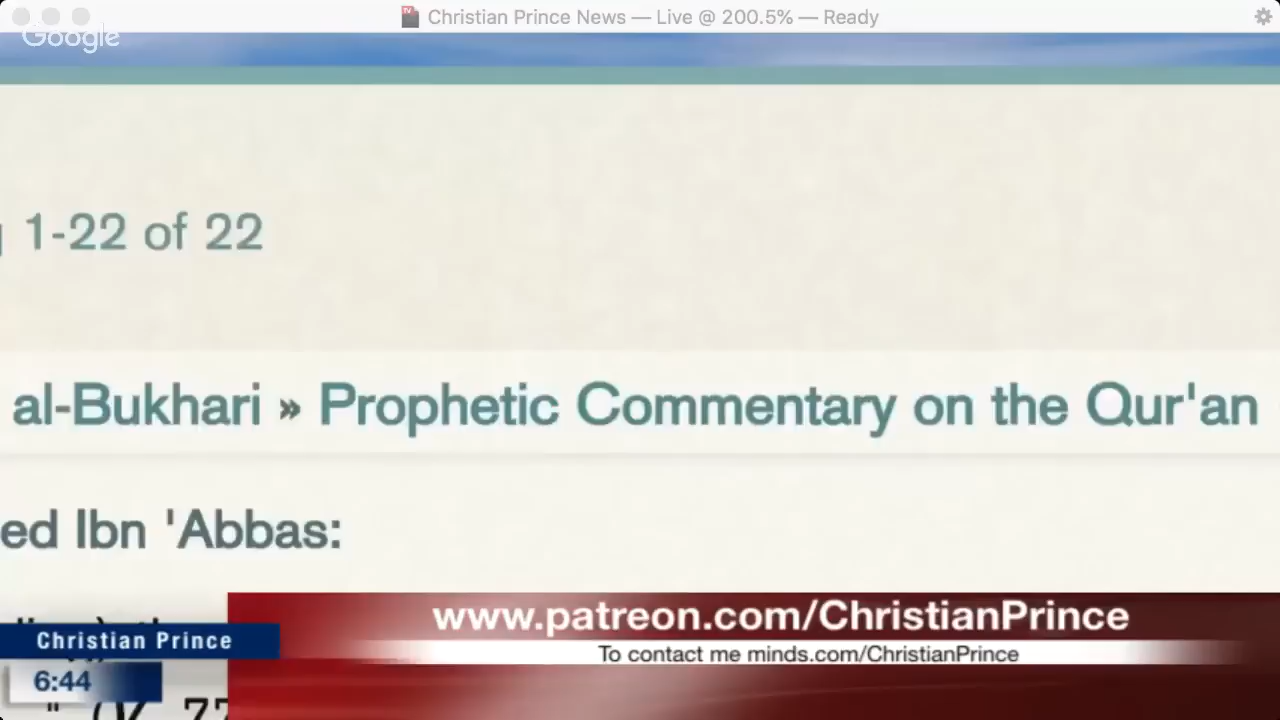 Christian Prince News — Live @ 200.5% — Ready
Google
1-22 of 22
al-Bukhari » Prophetic Commentary on the Qur'an
ed Ibn 'Abbas:
www.patreon.com/ChristianPrince
Christian Prince
To contact me minds.com/ChristianPrince
6:44